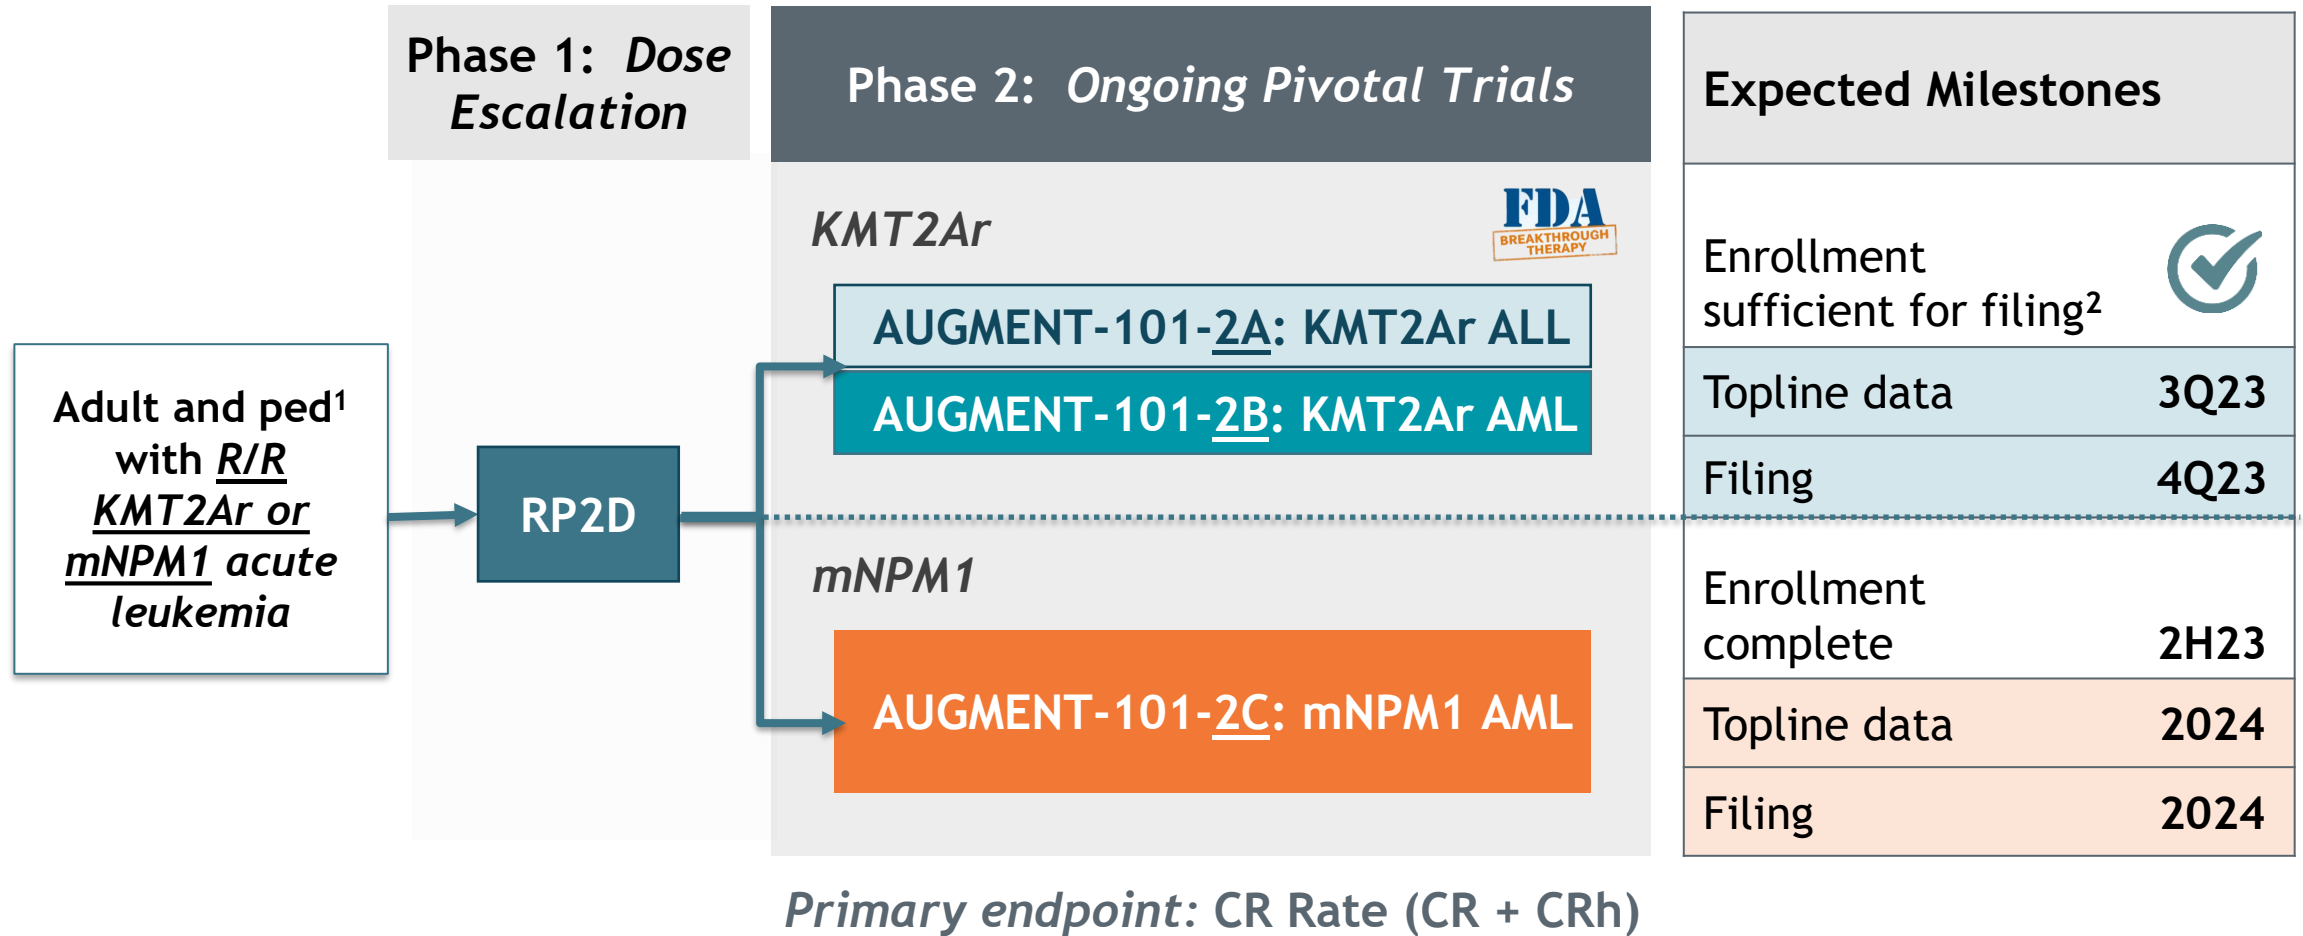 Phase 1: Dose
Escalation
Phase 2: Ongoing Pivotal Trials
Expected Milestones
Adult and ped¹
with R/R
KMT2Ar or
mNPM1 acute
leukemia
RP2D
KMT2Ar
FDA
BREAKTHROUGH
THERAPY
AUGMENT-101-2A: KMT2Ar ALL
AUGMENT-101-2B: KMT2Ar AML
mNPM1
AUGMENT-101-2C: mNPM1 AML
Enrollment
sufficient for filing²
Topline data 3Q23
Filing 4Q23
Enrollment
complete 2H23
Topline data 2024
Filing 2024
Primary endpoint: CR Rate (CR + CRh)